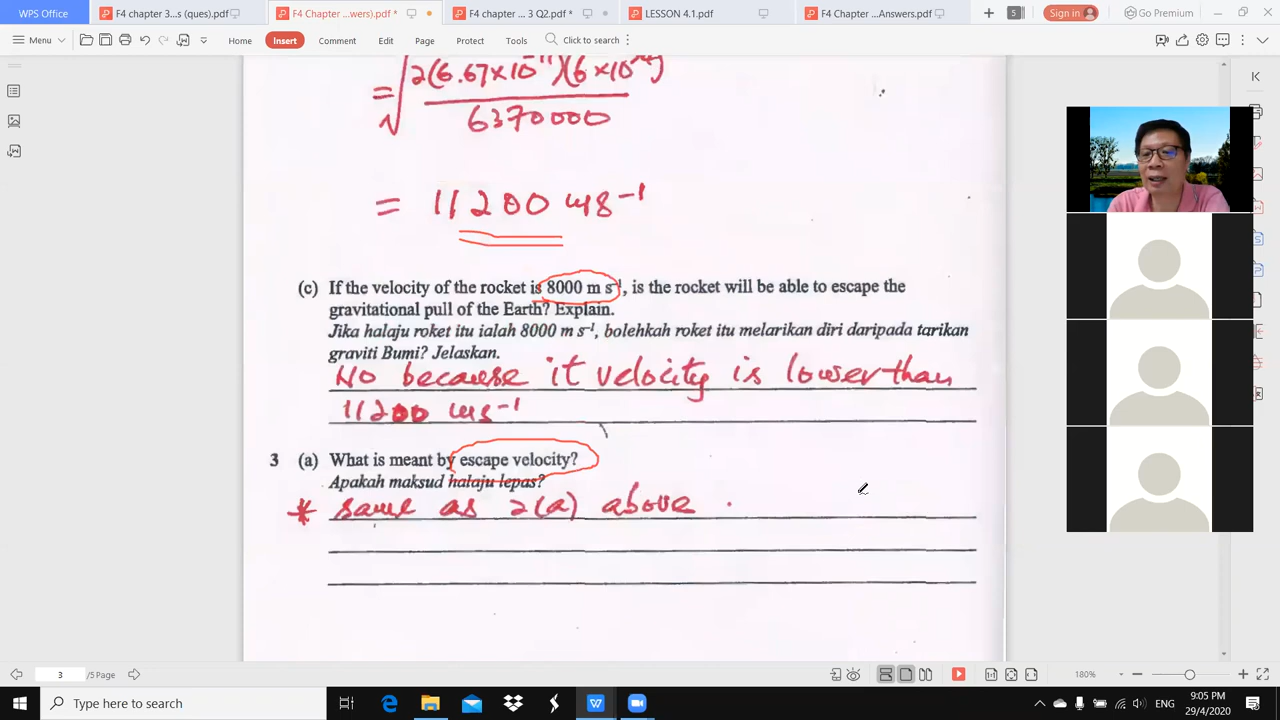 WPS Office
F4 chapter 3...s (ques).pdf
F4 Chapter ...wers).pdf *
F4 chapter ... 3 Q2.pdf *
LESSON 4.1.pdf
F4 Chapter ...Answers.pdf
Sign in
Go Premium
Menu
Home
Insert
Comment
Edit
Page
Protect
Tools
Click to search
= √ 2(6.67×10⁻¹¹)(6×10²⁴)
6370000
= 11200 ms⁻¹
(c) If the velocity of the rocket is 8000 m s⁻¹, is the rocket will be able to escape the
gravitational pull of the Earth? Explain.
Jika halaju roket itu ialah 8000 m s⁻¹, bolehkah roket itu melarikan diri daripada tarikan
graviti Bumi? Jelaskan.
No because it velocity is lower than
11200 ms⁻¹
3 (a) What is meant by escape velocity?
Apakah maksud halaju lepas?
* same as 2(a) above .
3 /5 Page
180%
Type here to search
9:05 PM
29/4/2020